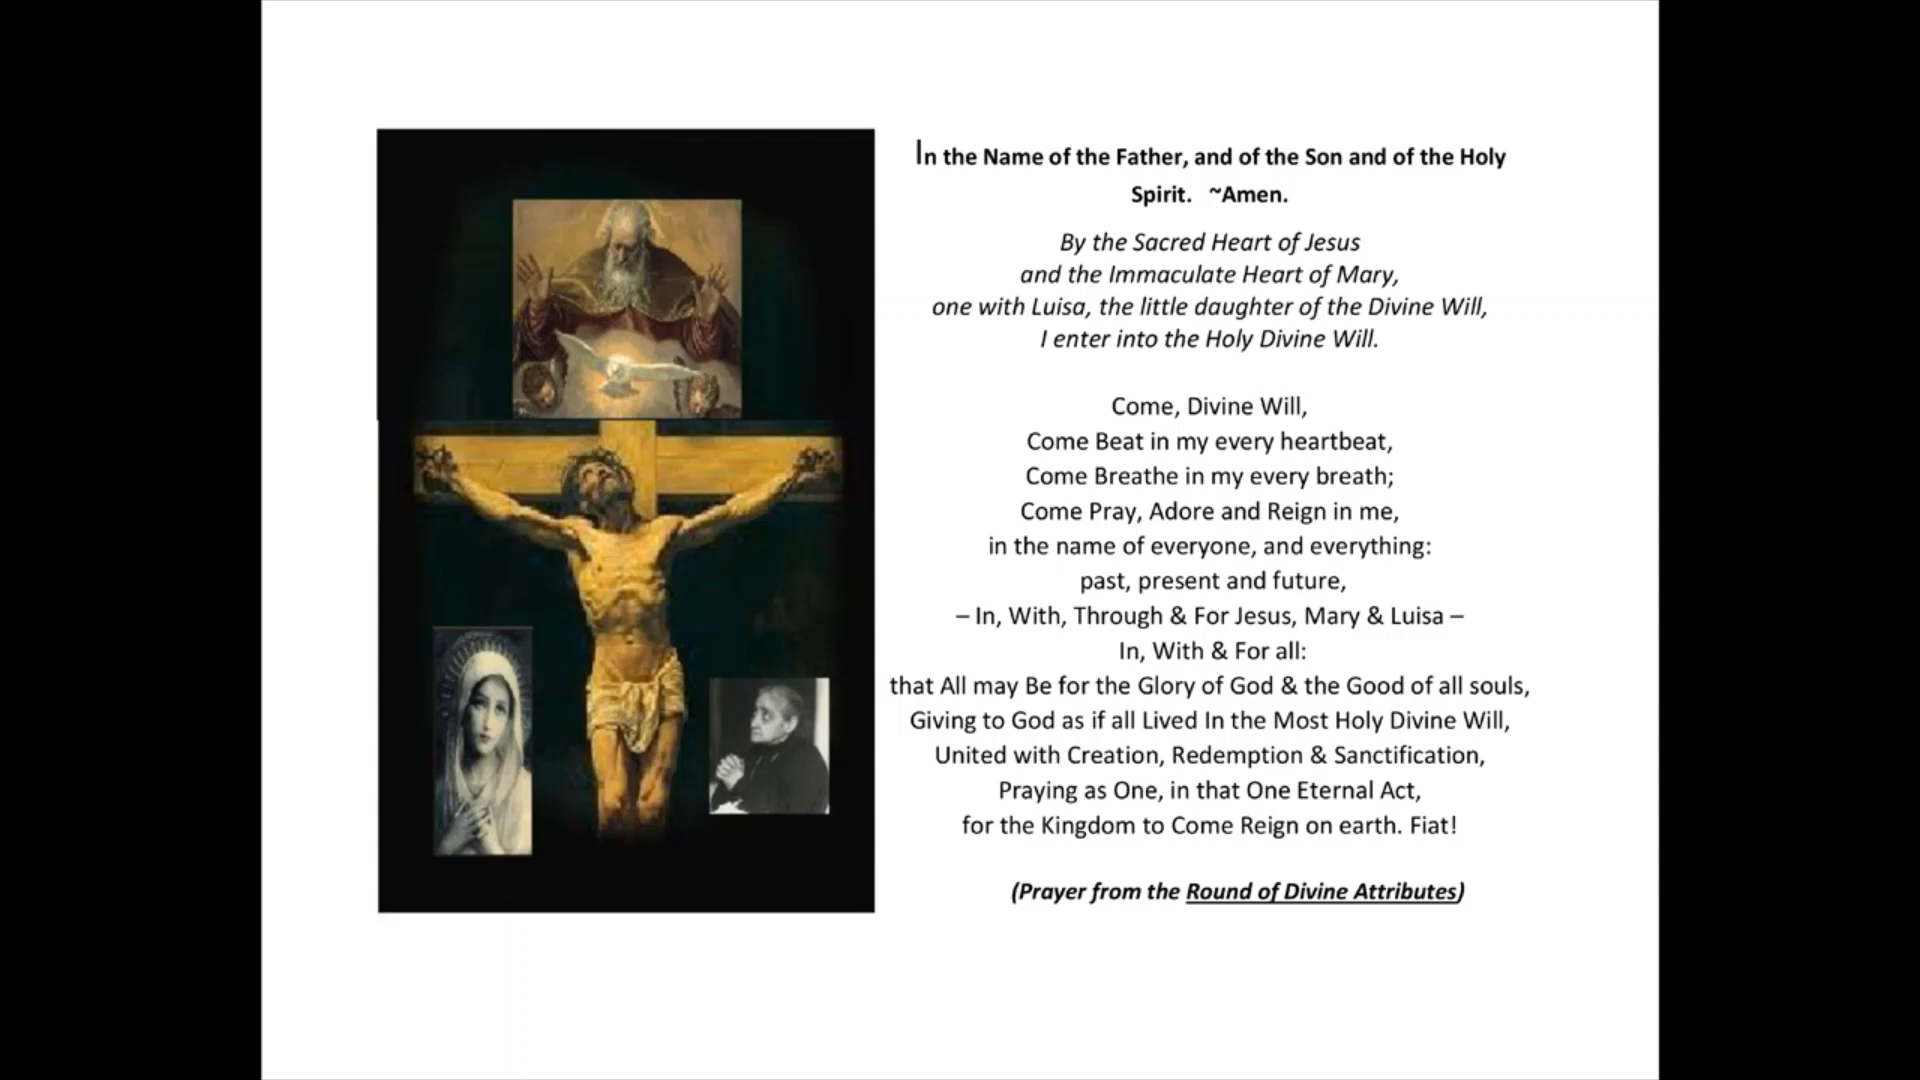 In the Name of the Father, and of the Son and of the Holy
Spirit.   ~Amen.
By the Sacred Heart of Jesus
and the Immaculate Heart of Mary,
one with Luisa, the little daughter of the Divine Will,
I enter into the Holy Divine Will.
Come, Divine Will,
Come Beat in my every heartbeat,
Come Breathe in my every breath;
Come Pray, Adore and Reign in me,
in the name of everyone, and everything:
past, present and future,
– In, With, Through & For Jesus, Mary & Luisa –
In, With & For all:
that All may Be for the Glory of God & the Good of all souls,
Giving to God as if all Lived In the Most Holy Divine Will,
United with Creation, Redemption & Sanctification,
Praying as One, in that One Eternal Act,
for the Kingdom to Come Reign on earth. Fiat!
(Prayer from the Round of Divine Attributes)